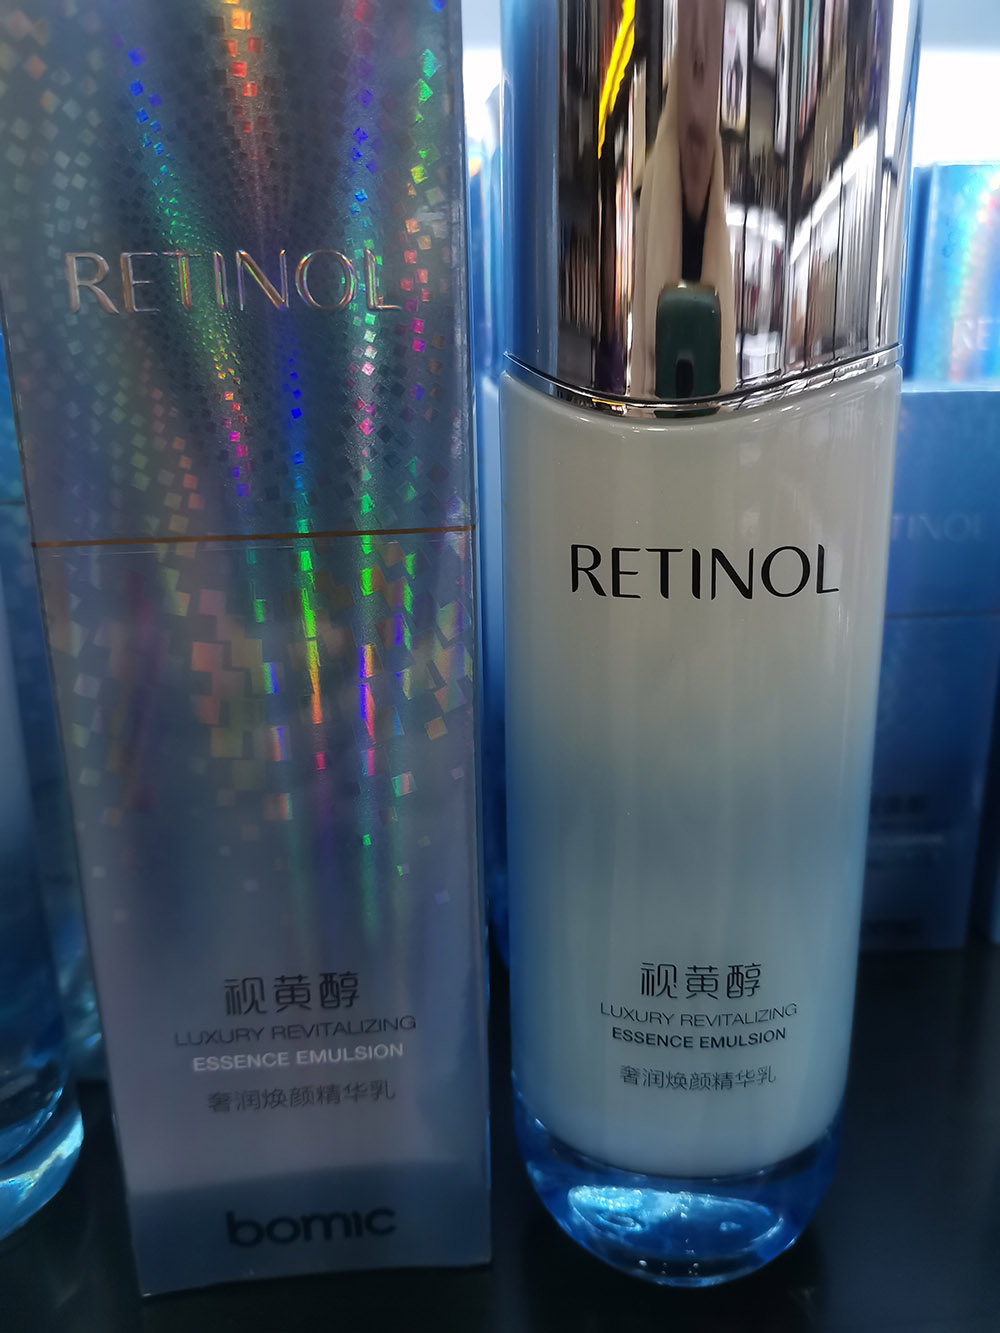 RETINOL
视黄醇
LUXURY REVITALIZING
ESSENCE EMULSION
奢润焕颜精华乳
bomic
RETINOL
视黄醇
LUXURY REVITALIZING
ESSENCE EMULSION
奢润焕颜精华乳